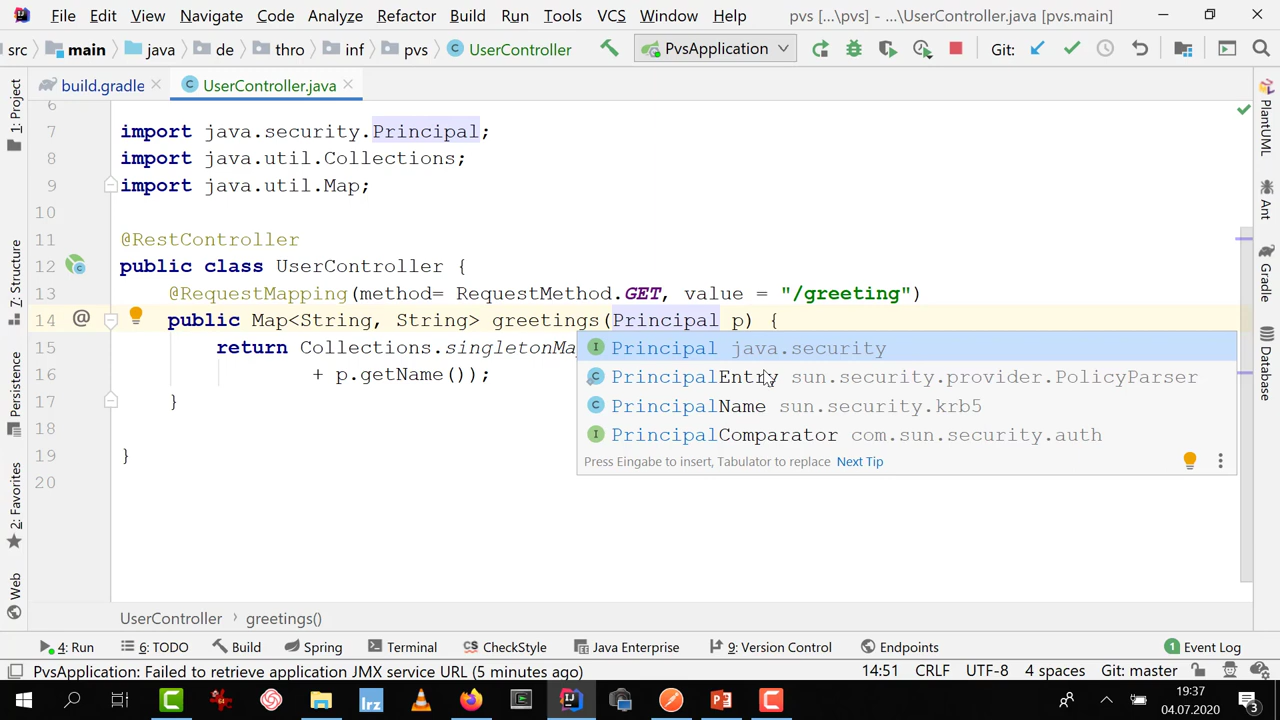 File Edit View Navigate Code Analyze Refactor Build Run Tools VCS Window Help pvs [...\pvs] - ...\UserController.java [pvs.main]
src main java de thro inf pvs UserController PvsApplication Git:
build.gradle UserController.java
6
7 import java.security.Principal;
8 import java.util.Collections;
9 import java.util.Map;
10
11 @RestController
12 public class UserController {
13 @RequestMapping(method= RequestMethod.GET, value = "/greeting")
14 @ public Map<String, String> greetings(Principal p) {
15 return Collections.singletonMa
16 + p.getName());
17 }
18
19 }
20
Principal java.security
PrincipalEntry sun.security.provider.PolicyParser
PrincipalName sun.security.krb5
PrincipalComparator com.sun.security.auth
Press Eingabe to insert, Tabulator to replace Next Tip
1: Project
7: Structure
Persistence
2: Favorites
Web
PlantUML
Ant
Gradle
Database
UserController › greetings()
4: Run 6: TODO Build Spring Terminal CheckStyle Java Enterprise 9: Version Control Endpoints 1 Event Log
PvsApplication: Failed to retrieve application JMX service URL (5 minutes ago) 14:51 CRLF UTF-8 4 spaces Git: master
lrz
19:37
04.07.2020
3